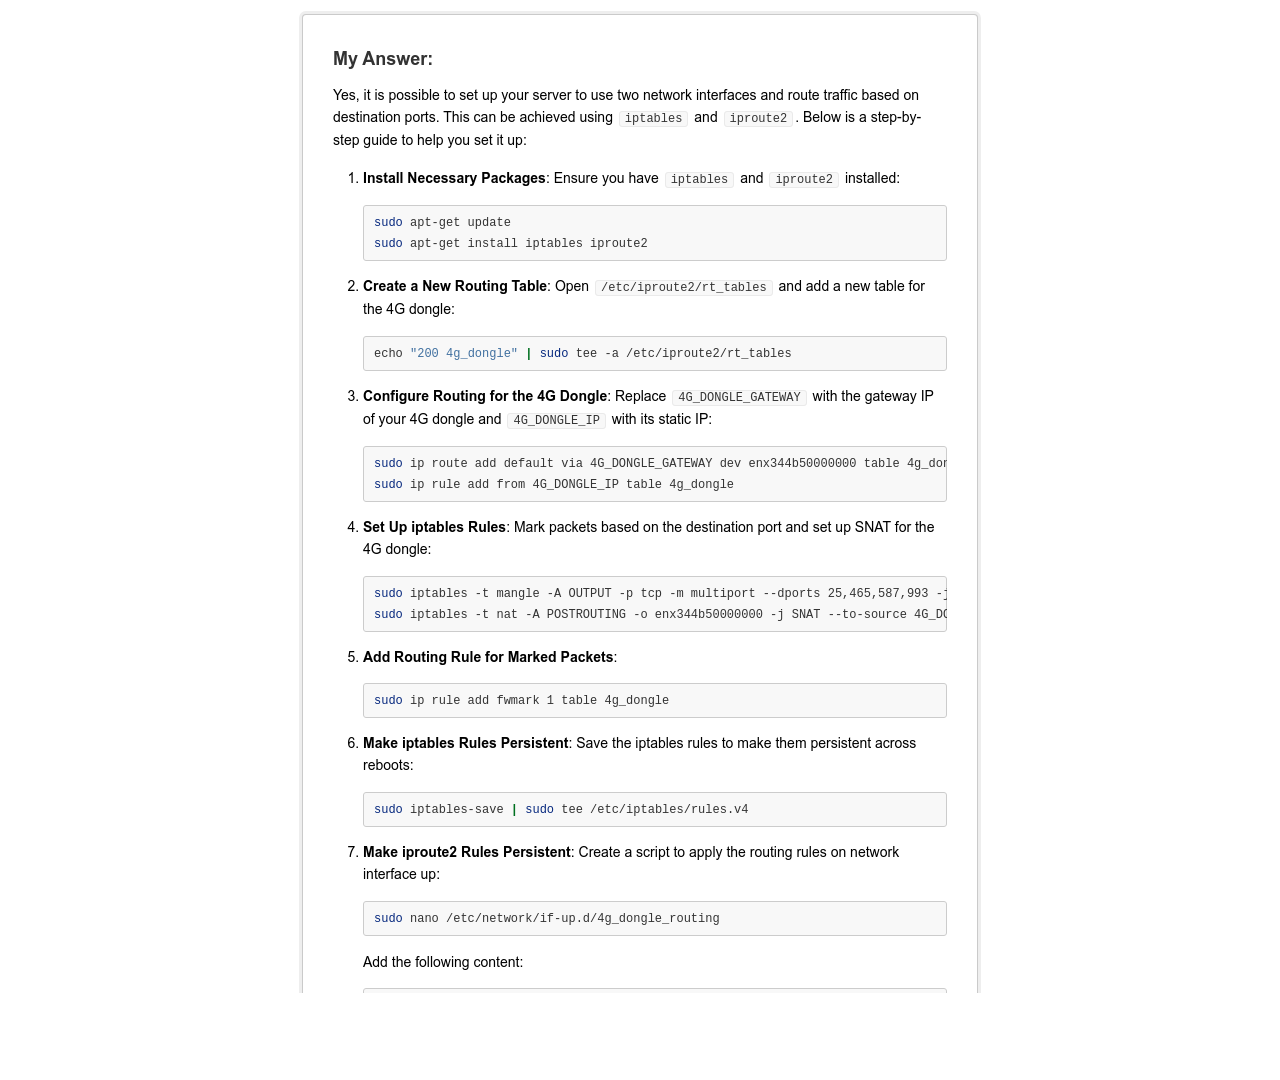 My Answer:
Yes, it is possible to set up your server to use two network interfaces and route traffic based on
destination ports. This can be achieved using iptables and iproute2. Below is a step-by-
step guide to help you set it up:
1. Install Necessary Packages: Ensure you have iptables and iproute2 installed:
sudo apt-get update
sudo apt-get install iptables iproute2
2. Create a New Routing Table: Open /etc/iproute2/rt_tables and add a new table for
the 4G dongle:
echo "200 4g_dongle" | sudo tee -a /etc/iproute2/rt_tables
3. Configure Routing for the 4G Dongle: Replace 4G_DONGLE_GATEWAY with the gateway IP
of your 4G dongle and 4G_DONGLE_IP with its static IP:
sudo ip route add default via 4G_DONGLE_GATEWAY dev enx344b50000000 table 4g_don
sudo ip rule add from 4G_DONGLE_IP table 4g_dongle
4. Set Up iptables Rules: Mark packets based on the destination port and set up SNAT for the
4G dongle:
sudo iptables -t mangle -A OUTPUT -p tcp -m multiport --dports 25,465,587,993 -j
sudo iptables -t nat -A POSTROUTING -o enx344b50000000 -j SNAT --to-source 4G_DO
5. Add Routing Rule for Marked Packets:
sudo ip rule add fwmark 1 table 4g_dongle
6. Make iptables Rules Persistent: Save the iptables rules to make them persistent across
reboots:
sudo iptables-save | sudo tee /etc/iptables/rules.v4
7. Make iproute2 Rules Persistent: Create a script to apply the routing rules on network
interface up:
sudo nano /etc/network/if-up.d/4g_dongle_routing
Add the following content: